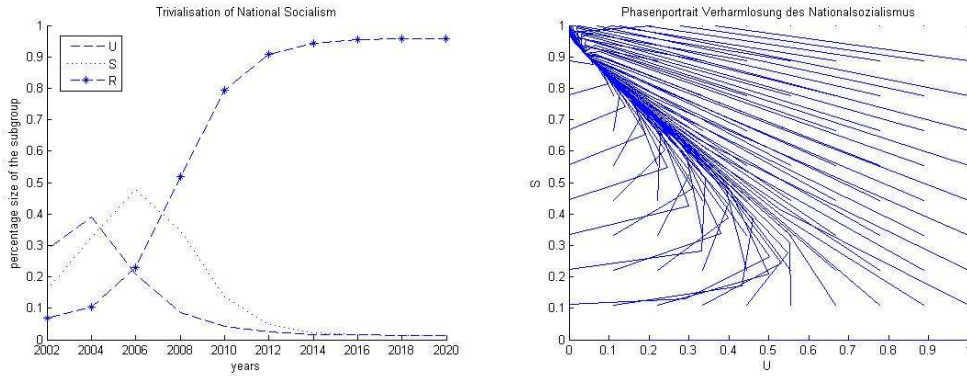 Trivialisation of National Socialism
percentage size of the subgroup
1
0.9
0.8
0.7
0.6
0.5
0.4
0.3
0.2
0.1
0
U
S
R
2002 2004 2006 2008 2010 2012 2014 2016 2018 2020
years
Phasenportrait Verharmlosung des Nationalsozialismus
S
1
0.9
0.8
0.7
0.6
0.5
0.4
0.3
0.2
0.1
0
0 0.1 0.2 0.3 0.4 0.5 0.6 0.7 0.8 0.9 1
U